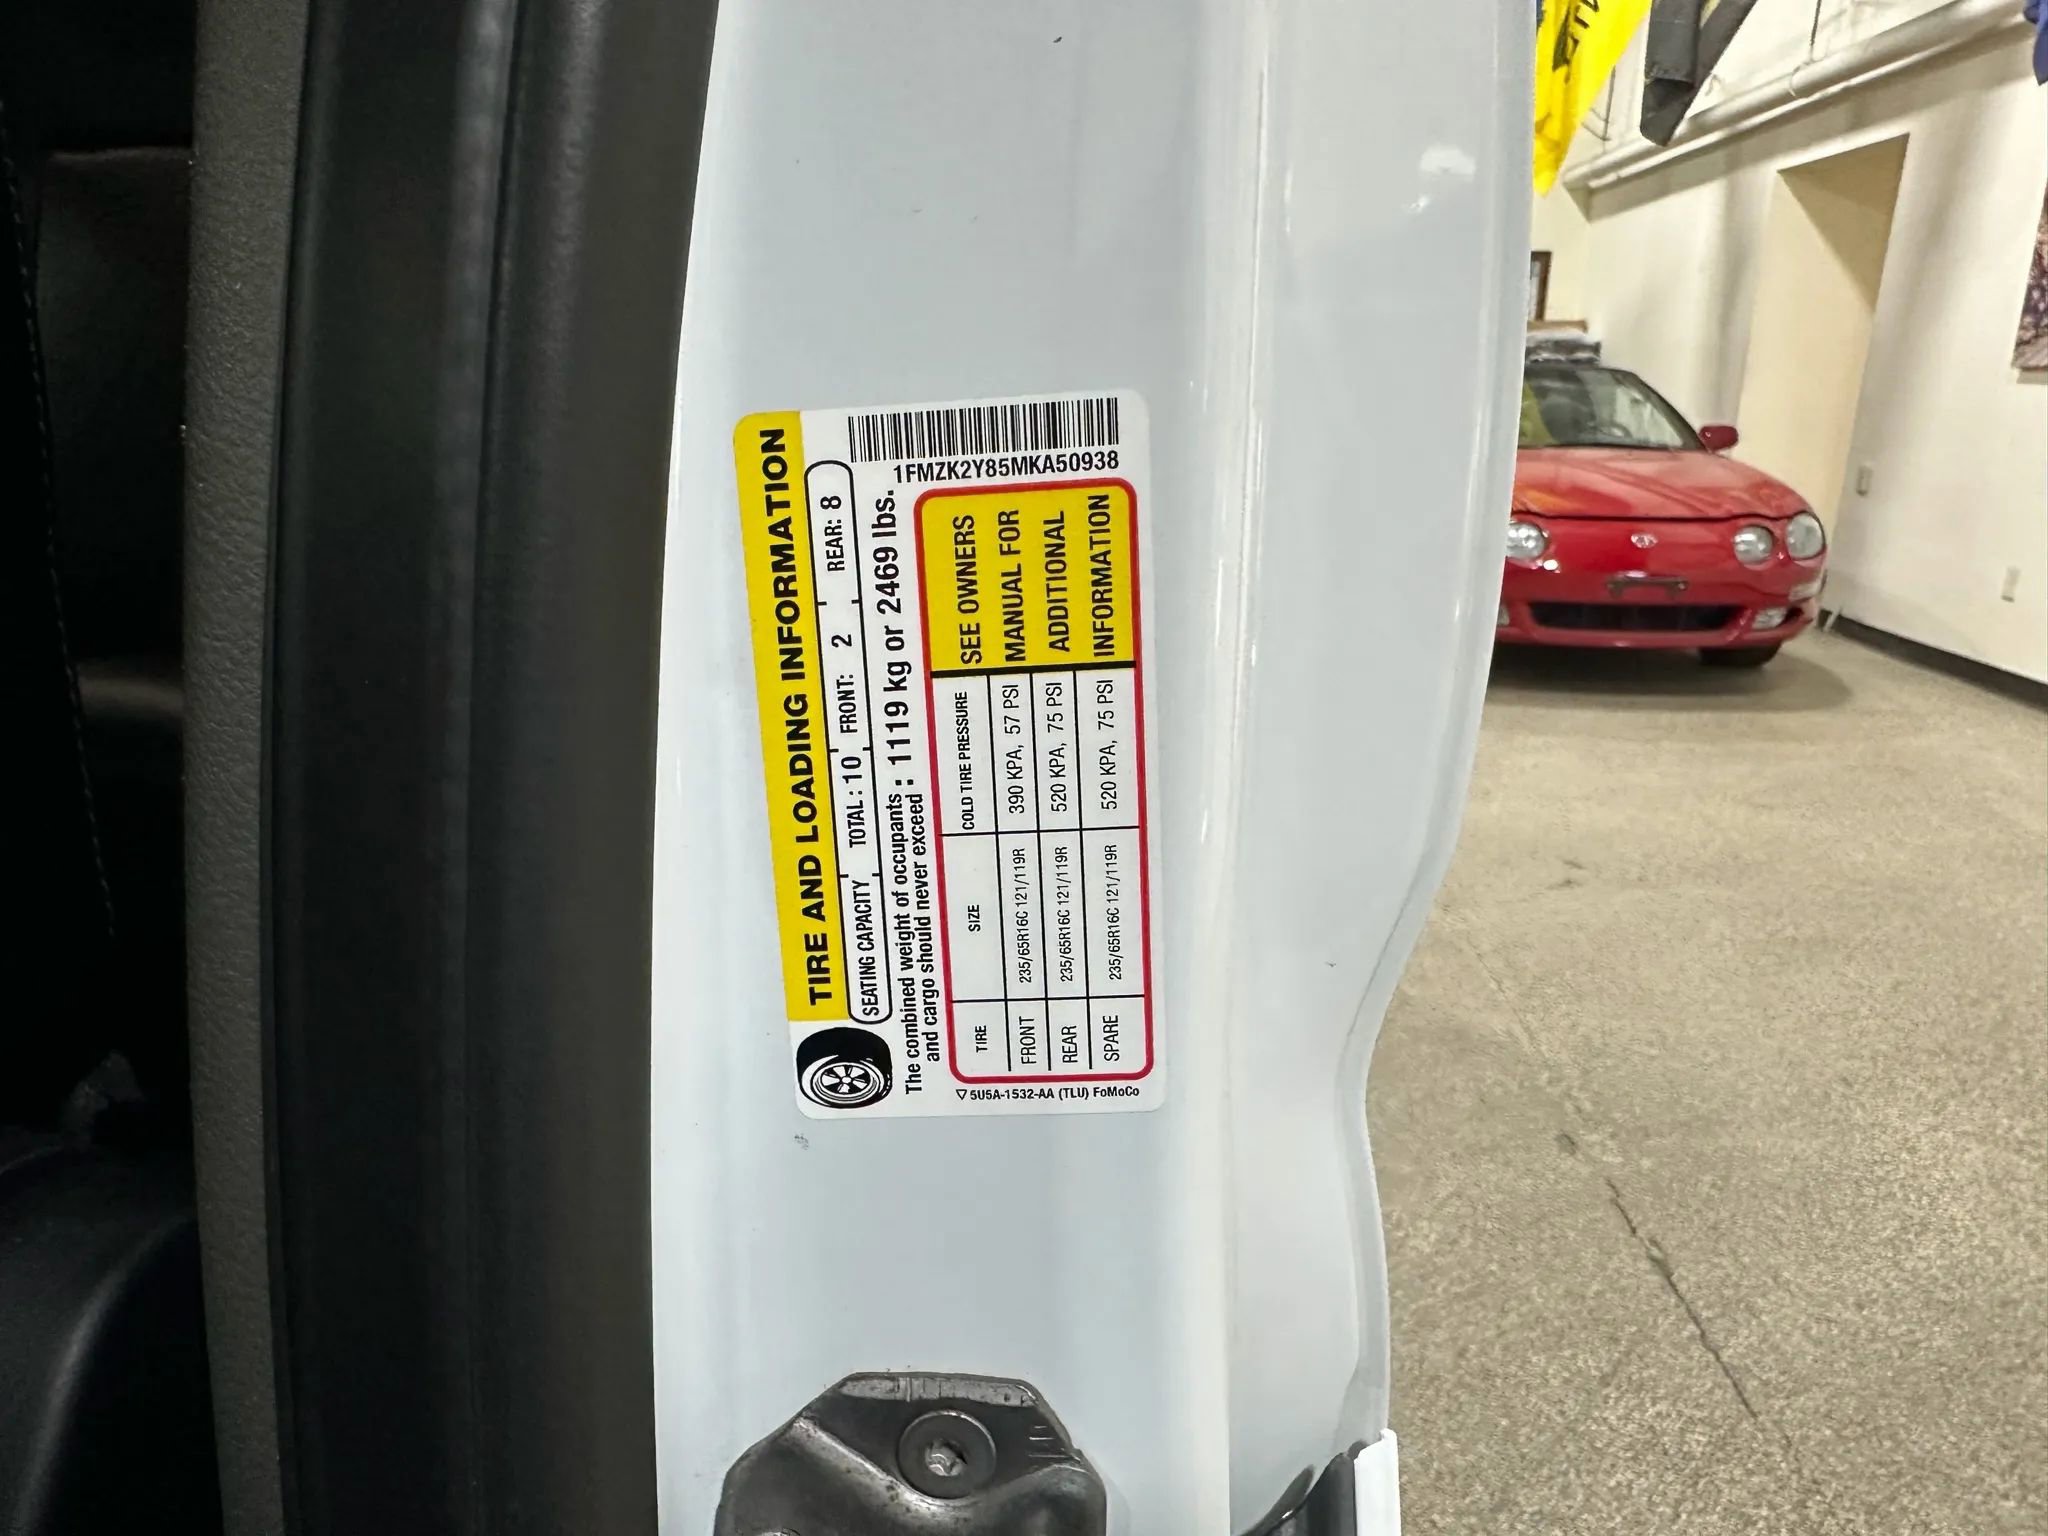 TIRE AND LOADING INFORMATION
SEATING CAPACITY TOTAL : 10 FRONT: 2 REAR: 8
The combined weight of occupants : 1119 kg or 2469 lbs.
and cargo should never exceed :
1FMZK2Y85MKA50938
TIRE SIZE COLD TIRE PRESSURE
FRONT 235/65R16C 121/119R 390 KPA, 57 PSI
REAR 235/65R16C 121/119R 520 KPA, 75 PSI
SPARE 235/65R16C 121/119R 520 KPA, 75 PSI
SEE OWNERS
MANUAL FOR
ADDITIONAL
INFORMATION
5U5A-1532-AA (TLU) FoMoCo